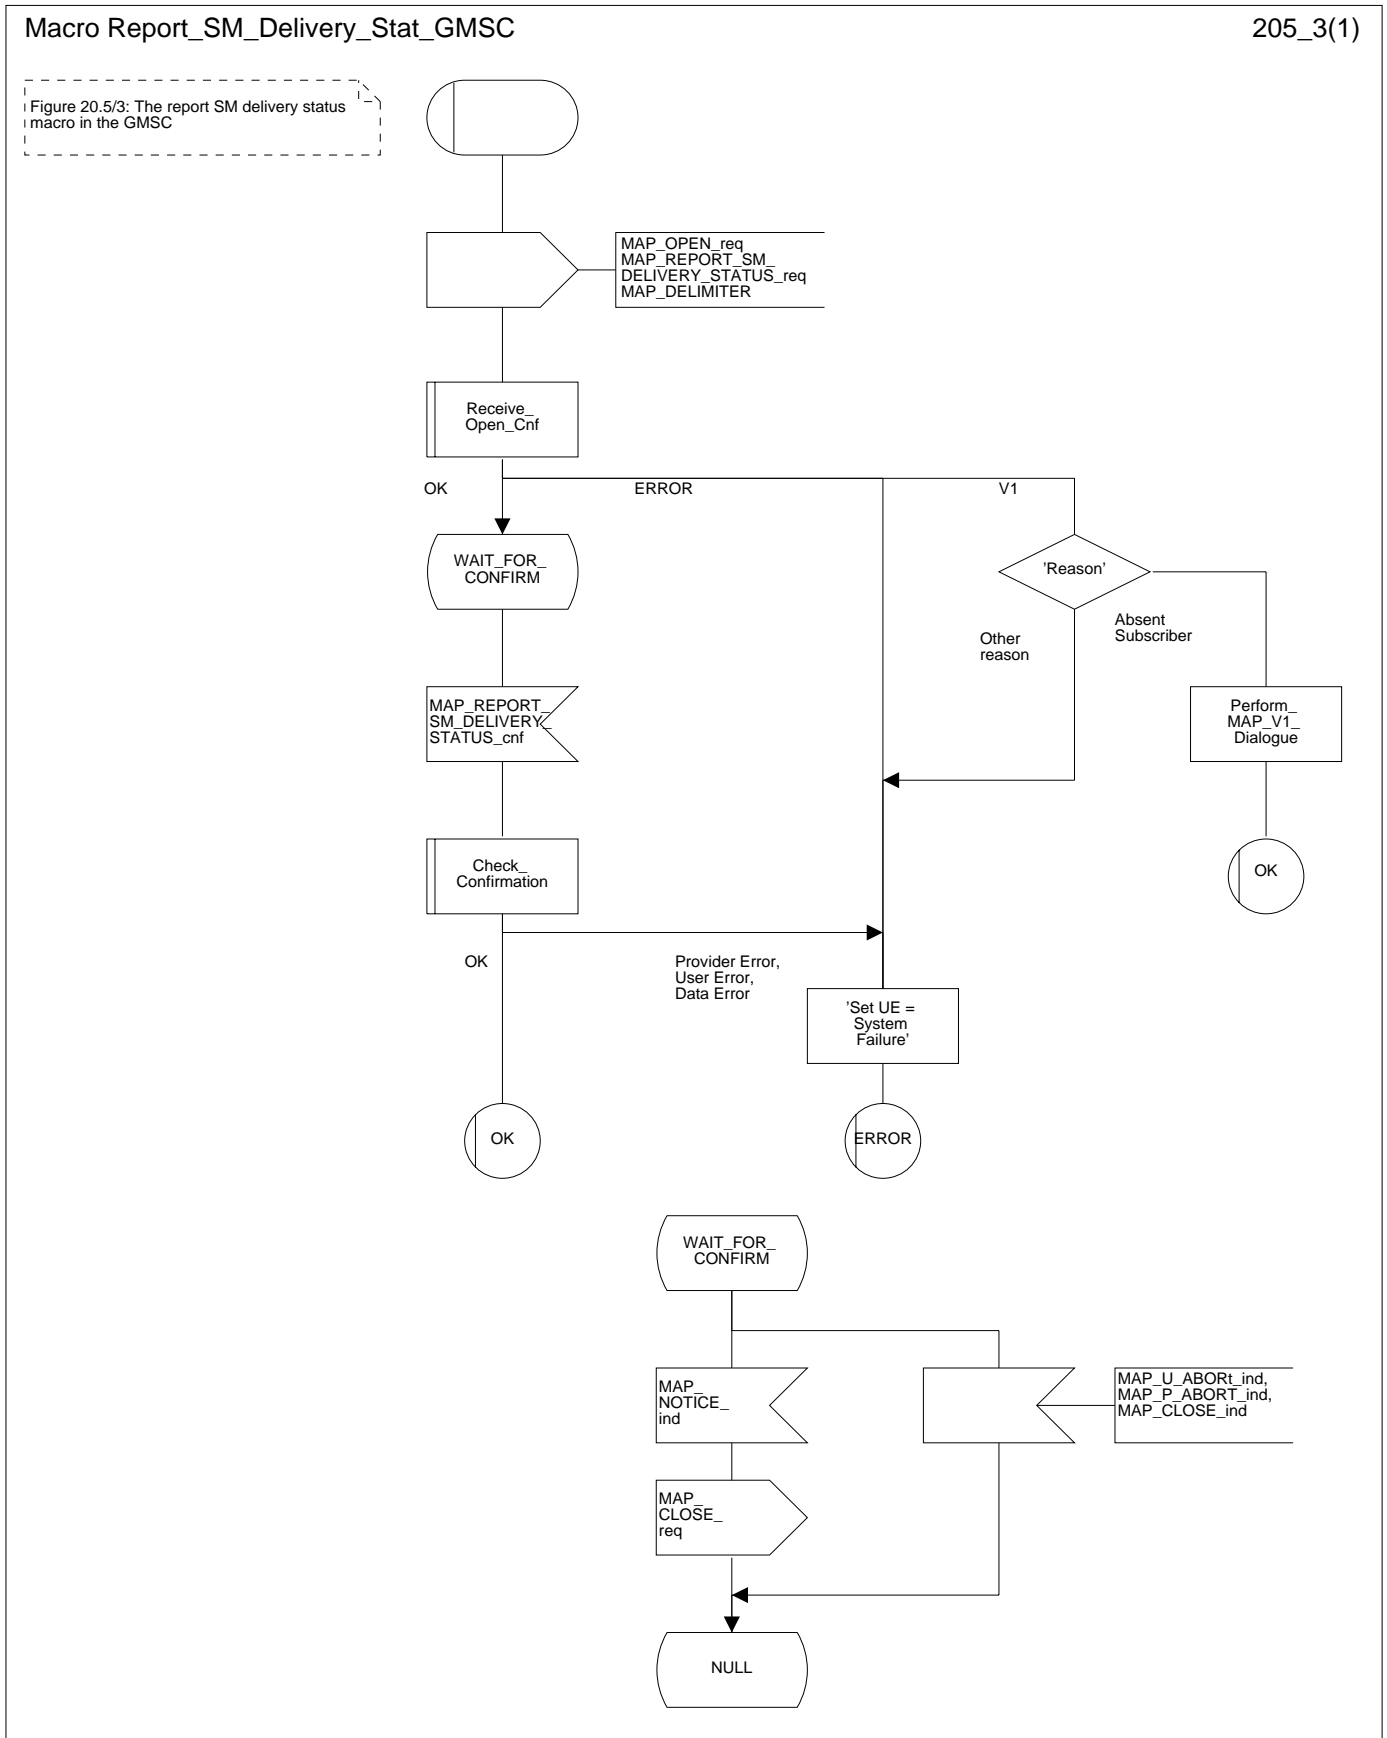 Macro Report_SM_Delivery_Stat_GMSC
205_3(1)
Figure 20.5/3: The report SM delivery status
macro in the GMSC
MAP_OPEN_req
MAP_REPORT_SM_
DELIVERY_STATUS_req
MAP_DELIMITER
Receive_
Open_Cnf
OK
ERROR
V1
WAIT_FOR_
CONFIRM
'Reason'
Other
reason
Absent
Subscriber
MAP_REPORT_
SM_DELIVERY_
STATUS_cnf
Perform_
MAP_V1_
Dialogue
Check_
Confirmation
OK
OK
Provider Error,
User Error,
Data Error
'Set UE =
System
Failure'
OK
ERROR
WAIT_FOR_
CONFIRM
MAP_
NOTICE_
ind
MAP_U_ABORt_ind,
MAP_P_ABORT_ind,
MAP_CLOSE_ind
MAP_
CLOSE_
req
NULL